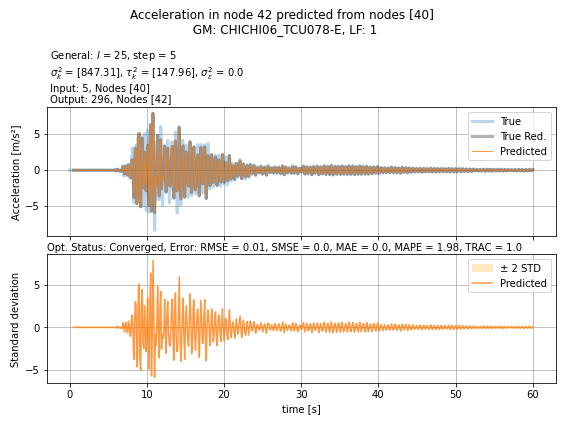 Acceleration in node 42 predicted from nodes [40]
GM: CHICHI06_TCU078-E, LF: 1
General: l = 25, step = 5
σ²ₖ = [847.31], τ²ₖ = [147.96], σ²ε = 0.0
Input: 5, Nodes [40]
Output: 296, Nodes [42]
Acceleration [m/s²]
5
0
−5
True
True Red.
Predicted
Opt. Status: Converged, Error: RMSE = 0.01, SMSE = 0.0, MAE = 0.0, MAPE = 1.98, TRAC = 1.0
Standard deviation
5
0
−5
± 2 STD
Predicted
0 10 20 30 40 50 60
time [s]